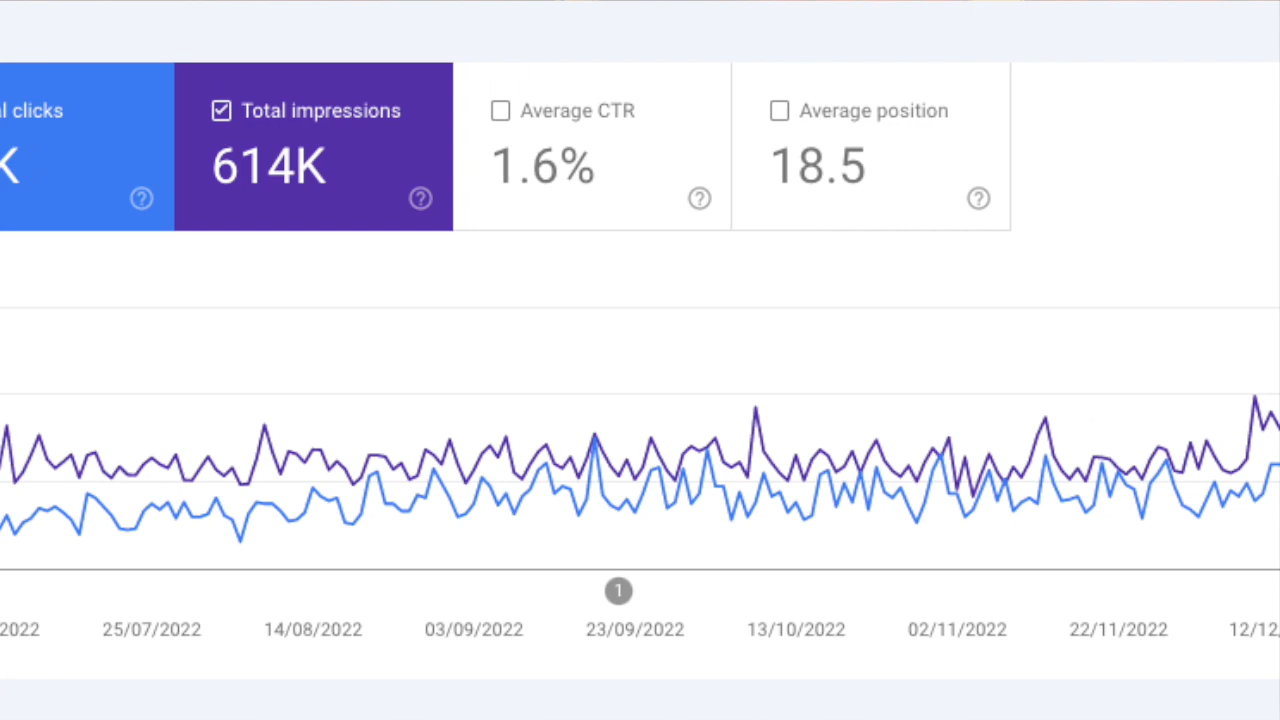 l clicks
Total impressions
Average CTR
Average position
K
614K
1.6%
18.5
1
2022
25/07/2022
14/08/2022
03/09/2022
23/09/2022
13/10/2022
02/11/2022
22/11/2022
12/12